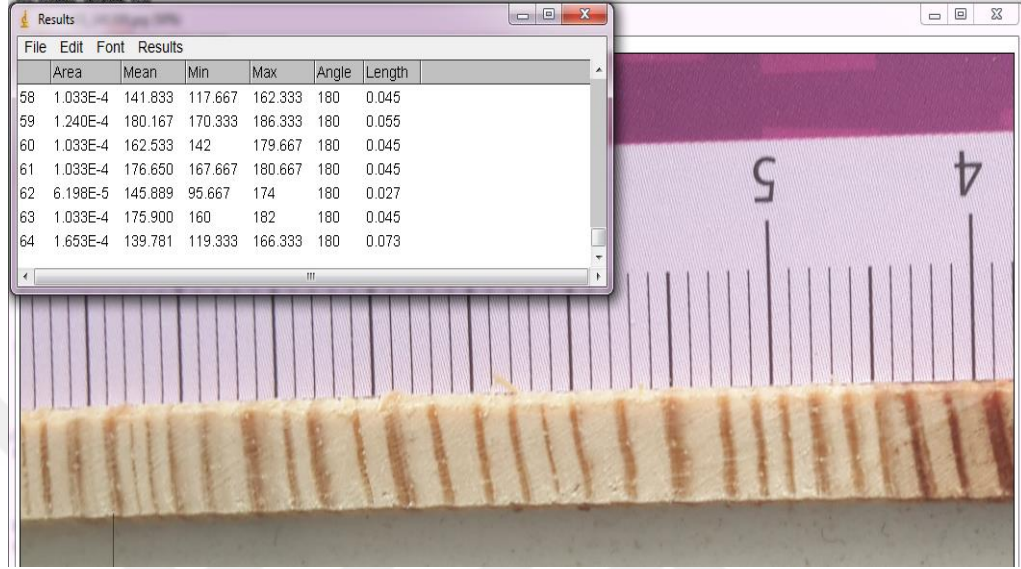 Results
File Edit Font Results
Area Mean Min Max Angle Length
58 1.033E-4 141.833 117.667 162.333 180 0.045
59 1.240E-4 180.167 170.333 186.333 180 0.055
60 1.033E-4 162.533 142 179.667 180 0.045
61 1.033E-4 176.650 167.667 180.667 180 0.045
62 6.198E-5 145.889 95.667 174 180 0.027
63 1.033E-4 175.900 160 182 180 0.045
64 1.653E-4 139.781 119.333 166.333 180 0.073
5 4